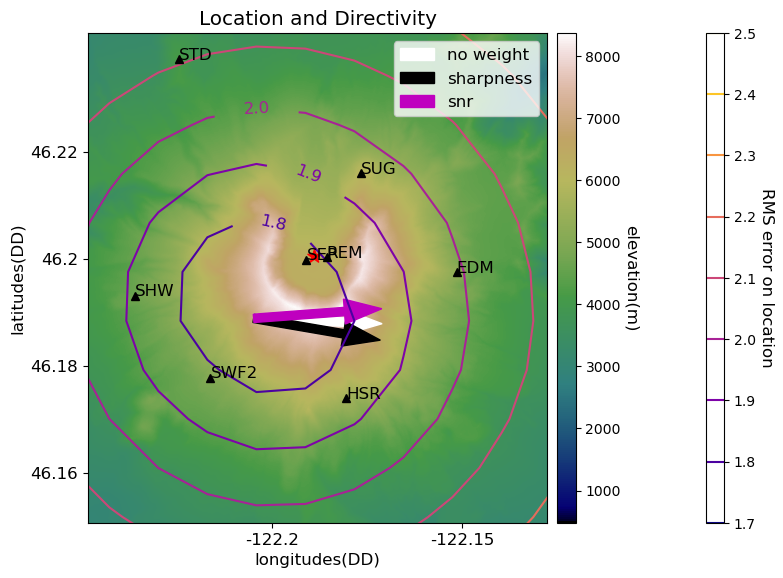 Location and Directivity
no weight
sharpness
snr
STD
2.0
SUG
1.9
1.8
SEP
REM
EDM
SHW
SWF2
HSR
46.22
46.2
46.18
46.16
latitudes(DD)
-122.2
-122.15
longitudes(DD)
8000
7000
6000
5000
4000
3000
2000
1000
elevation(m)
2.5
2.4
2.3
2.2
2.1
2.0
1.9
1.8
1.7
RMS error on location